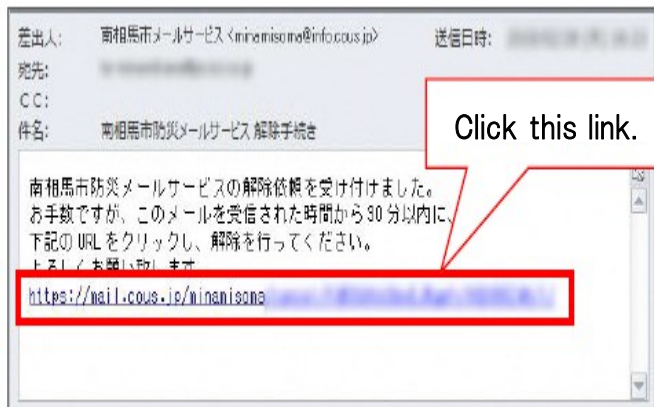 差出人: 南相馬市メールサービス <minamisoma@info.cous.jp> 送信日時:
宛先:
CC:
件名: 南相馬市防災メールサービス 解除手続き
Click this link.
南相馬市防災メールサービスの解除依頼を受け付けました。
お手数ですが、このメールを受信された時間から30分以内に、
下記の URL をクリックし、解除を行ってください。
よろしくお願い致します
https://mail.cous.jp/minamisoma